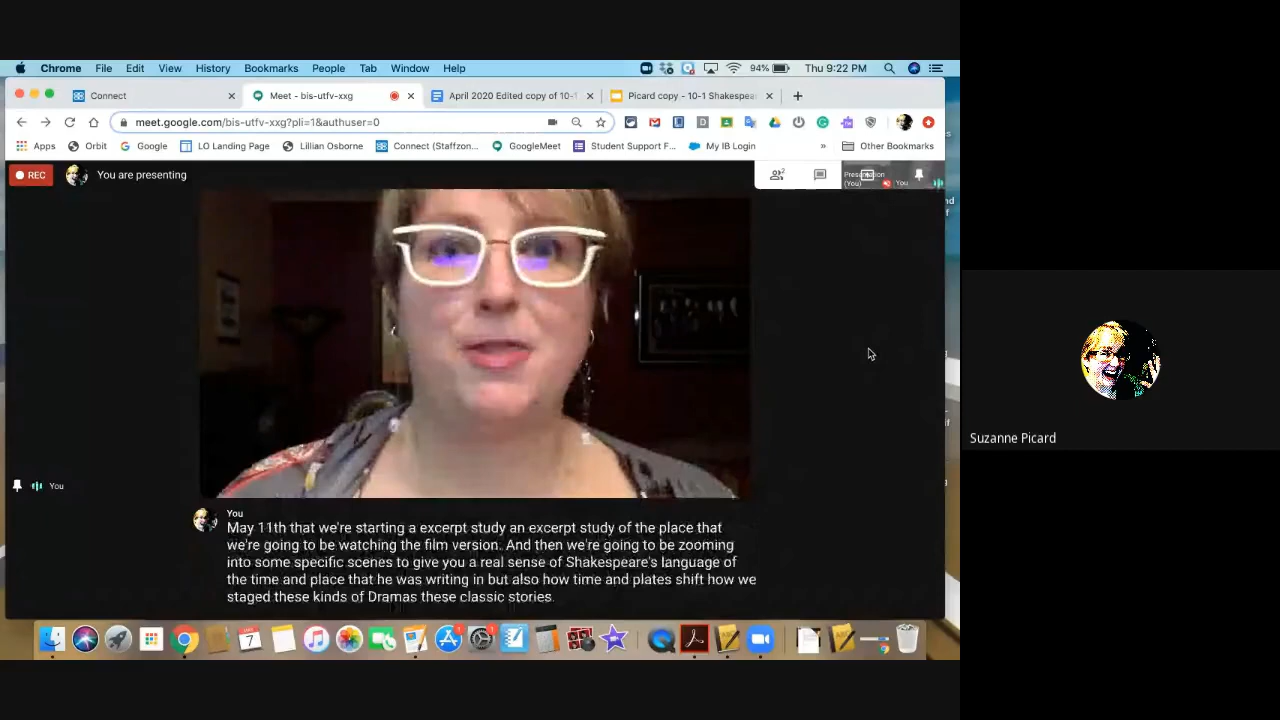 Chrome File Edit View History Bookmarks People Tab Window Help 94% Thu 9:22 PM
Connect Meet - bis-utfv-xxg April 2020 Edited copy of 10-1 Picard copy - 10-1 Shakespea
meet.google.com/bis-utfv-xxg?pli=1&authuser=0
Apps Orbit Google LO Landing Page Lillian Osborne Connect (Staffzon... GoogleMeet Student Support F... My IB Login » Other Bookmarks
REC You are presenting 2
(You) You
You
You
May 11th that we're starting a excerpt study an excerpt study of the place that
we're going to be watching the film version. And then we're going to be zooming
into some specific scenes to give you a real sense of Shakespeare's language of
the time and place that he was writing in but also how time and plates shift how we
staged these kinds of Dramas these classic stories.
7
Suzanne Picard